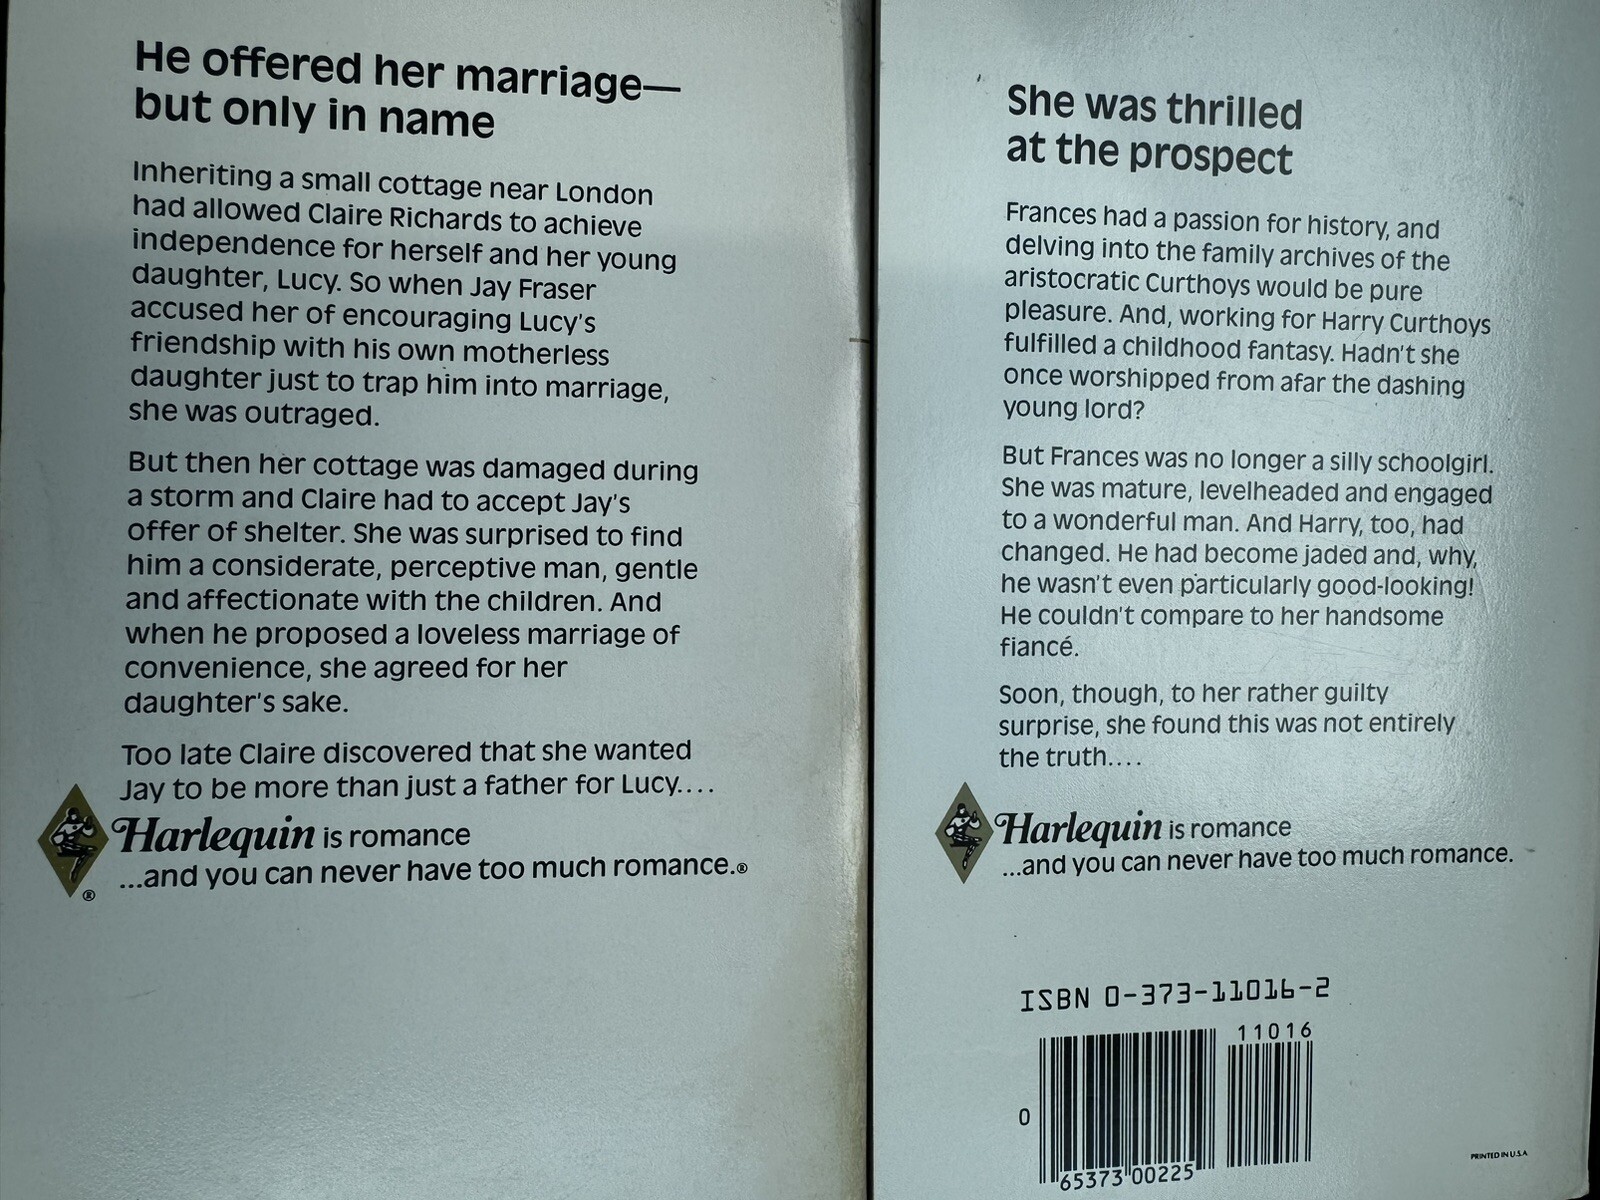 He offered her marriage—
but only in name
Inheriting a small cottage near London
had allowed Claire Richards to achieve
independence for herself and her young
daughter, Lucy. So when Jay Fraser
accused her of encouraging Lucy's
friendship with his own motherless
daughter just to trap him into marriage,
she was outraged.
But then her cottage was damaged during
a storm and Claire had to accept Jay's
offer of shelter. She was surprised to find
him a considerate, perceptive man, gentle
and affectionate with the children. And
when he proposed a loveless marriage of
convenience, she agreed for her
daughter's sake.
Too late Claire discovered that she wanted
Jay to be more than just a father for Lucy....
Harlequin is romance
...and you can never have too much romance.®
®
She was thrilled
at the prospect
Frances had a passion for history, and
delving into the family archives of the
aristocratic Curthoys would be pure
pleasure. And, working for Harry Curthoys
fulfilled a childhood fantasy. Hadn't she
once worshipped from afar the dashing
young lord?
But Frances was no longer a silly schoolgirl.
She was mature, levelheaded and engaged
to a wonderful man. And Harry, too, had
changed. He had become jaded and, why,
he wasn't even particularly good-looking!
He couldn't compare to her handsome
fiancé.
Soon, though, to her rather guilty
surprise, she found this was not entirely
the truth....
Harlequin is romance
...and you can never have too much romance.
ISBN 0-373-11016-2
11016
0
65373 00225
PRINTED IN U.S.A